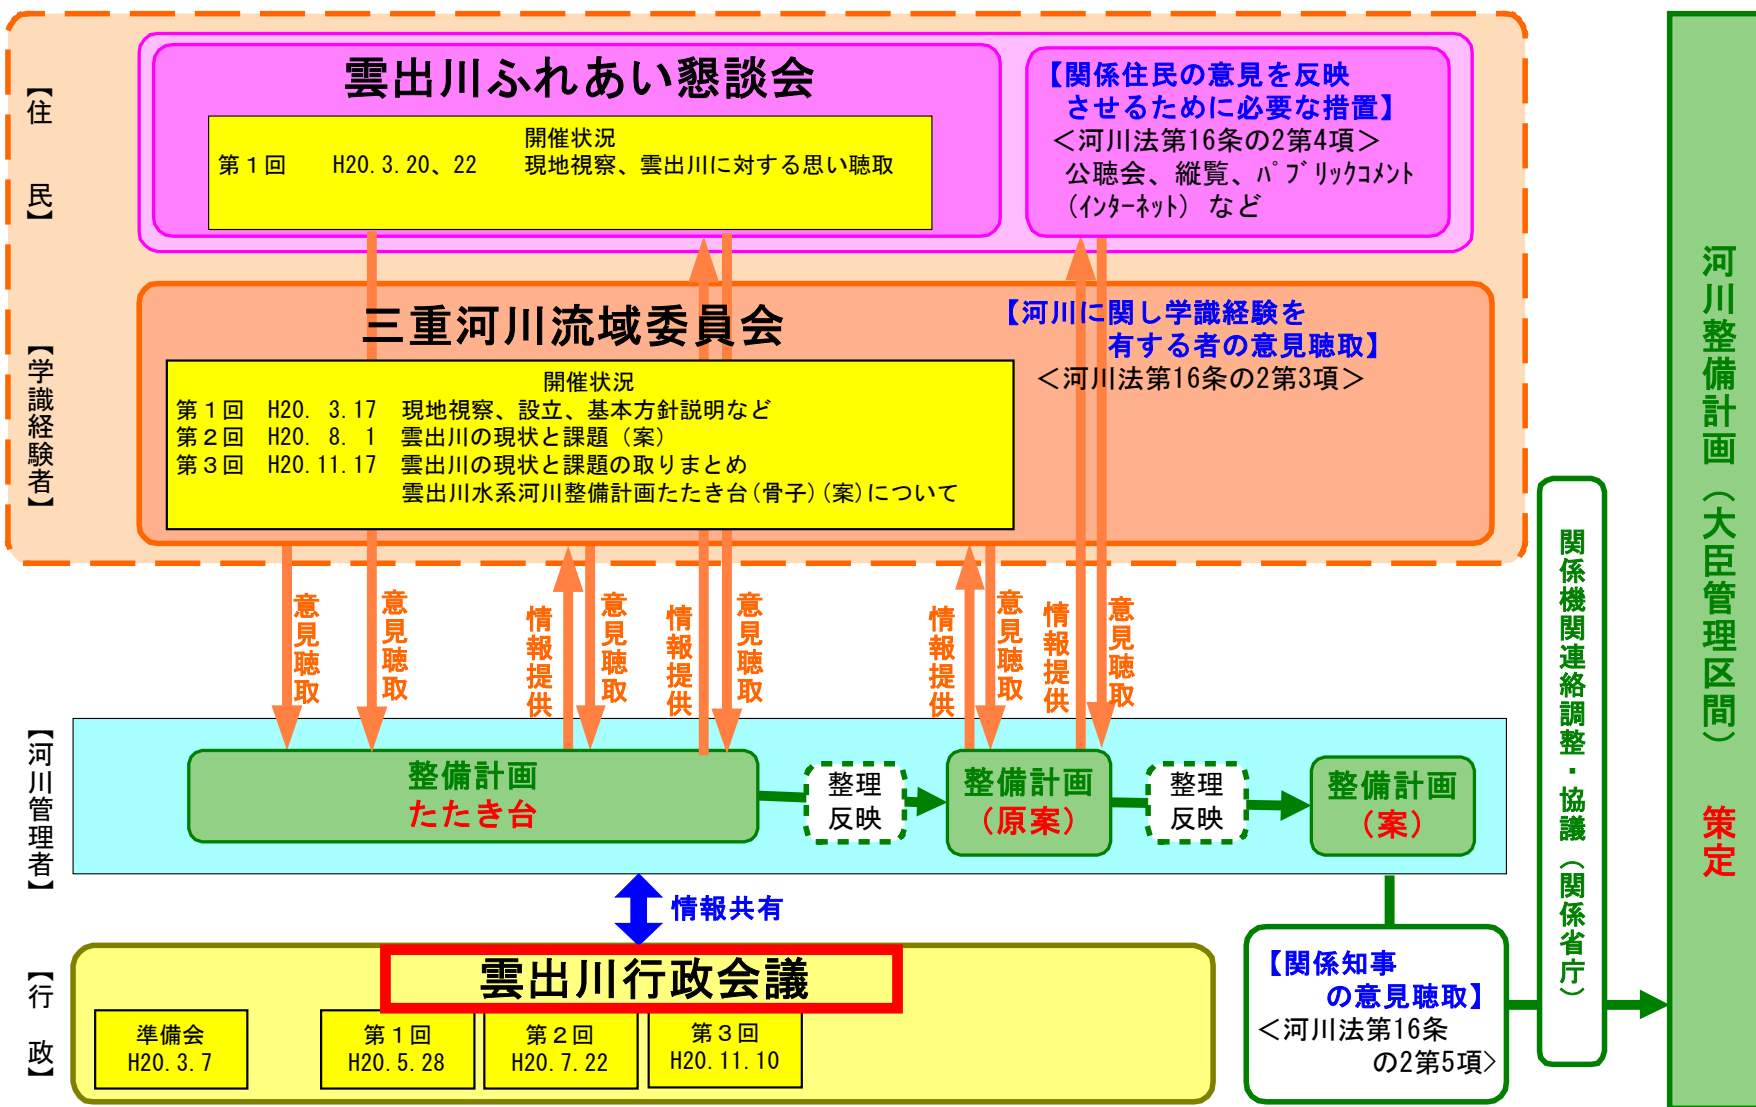 【住民】
雲出川ふれあい懇談会
開催状況
第１回 H20.3.20、22 現地視察、雲出川に対する思い聴取
【関係住民の意見を反映
させるために必要な措置】
＜河川法第16条の2第4項＞
公聴会、縦覧、ﾊﾟﾌﾞﾘｯｸｺﾒﾝﾄ
（ｲﾝﾀｰﾈｯﾄ）など
【学識経験者】
三重河川流域委員会
開催状況
第１回 H20. 3.17 現地視察、設立、基本方針説明など
第２回 H20. 8. 1 雲出川の現状と課題（案）
第３回 H20.11.17 雲出川の現状と課題の取りまとめ
雲出川水系河川整備計画たたき台(骨子)(案)について
【河川に関し学識経験を
有する者の意見聴取】
＜河川法第16条の2第3項＞
意見聴取
意見聴取
情報提供
意見聴取
情報提供
意見聴取
情報提供
意見聴取
情報提供
意見聴取
【河川管理者】
整備計画
たたき台
整理
反映
整備計画
（原案）
整理
反映
整備計画
（案）
情報共有
【行政】
雲出川行政会議
準備会
H20.3.7
第１回
H20.5.28
第２回
H20.7.22
第３回
H20.11.10
【関係知事
の意見聴取】
＜河川法第16条
の2第5項＞
関係機関連絡調整・協議（関係省庁）
河川整備計画（大臣管理区間） 策定